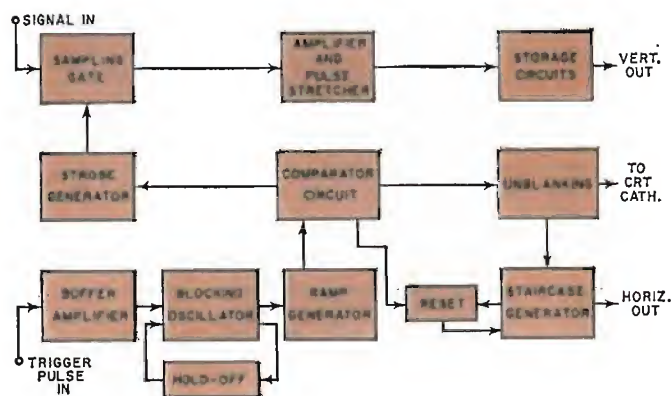 SIGNAL IN
SAMPLING
GATE
AMPLIFIER
AND
PULSE
STRETCHER
STORAGE
CIRCUITS
VERT.
OUT
STROBE
GENERATOR
COMPARATOR
CIRCUIT
UNBLANKING
TO
CRT
CATH.
BUFFER
AMPLIFIER
BLOCKING
OSCILLATOR
RAMP
GENERATOR
RESET
STAIRCASE
GENERATOR
HORIZ.
OUT
HOLD-OFF
TRIGGER
PULSE
IN